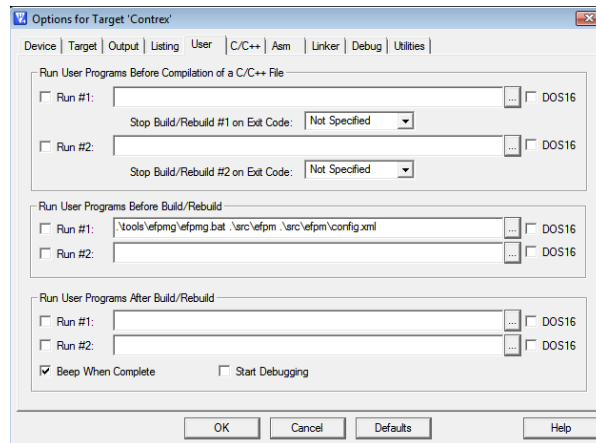 Options for Target 'Contrex'
Device Target Output Listing User C/C++ Asm Linker Debug Utilities
Run User Programs Before Compilation of a C/C++ File
Run #1: ... DOS16
Stop Build/Rebuild #1 on Exit Code: Not Specified
Run #2: ... DOS16
Stop Build/Rebuild #2 on Exit Code: Not Specified
Run User Programs Before Build/Rebuild
Run #1: .\tools\efpmg\efpmg.bat .\src\efpm .\src\efpm\config.xml ... DOS16
Run #2: ... DOS16
Run User Programs After Build/Rebuild
Run #1: ... DOS16
Run #2: ... DOS16
Beep When Complete Start Debugging
OK Cancel Defaults Help